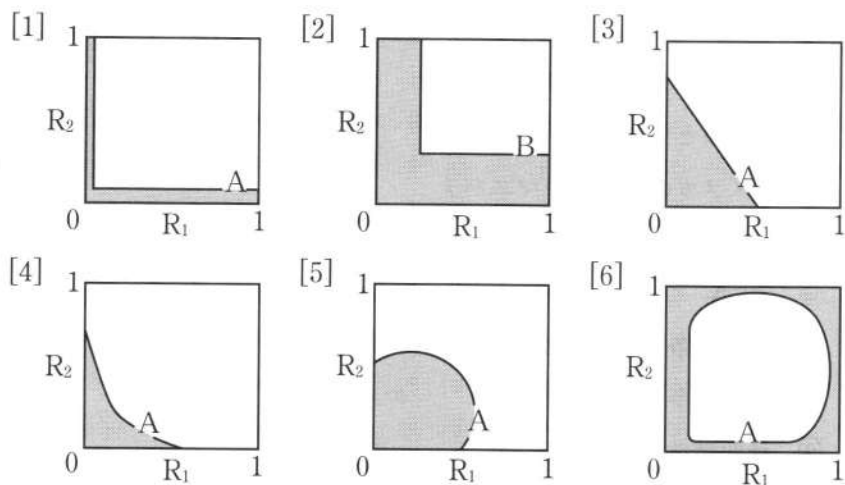 [1] 1 R₂ A 0 R₁ 1
[2] 1 R₂ B 0 R₁ 1
[3] 1 R₂ A 0 R₁ 1
[4] 1 R₂ A 0 R₁ 1
[5] 1 R₂ A 0 R₁ 1
[6] 1 R₂ A 0 R₁ 1